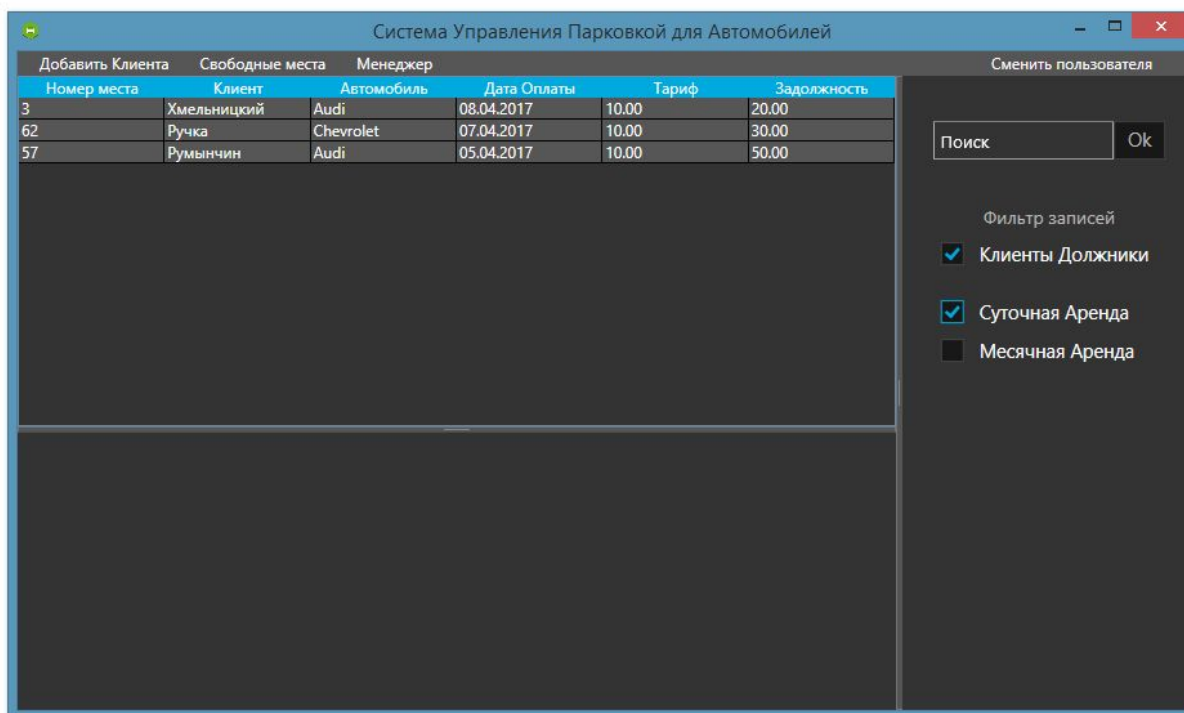 Система Управления Парковкой для Автомобилей
Добавить Клиента Свободные места Менеджер Сменить пользователя
Номер места Клиент Автомобиль Дата Оплаты Тариф Задолжность
3 Хмельницкий Audi 08.04.2017 10.00 20.00
62 Ручка Chevrolet 07.04.2017 10.00 30.00
57 Румынчин Audi 05.04.2017 10.00 50.00
Поиск Ok
Фильтр записей
Клиенты Должники
Суточная Аренда
Месячная Аренда